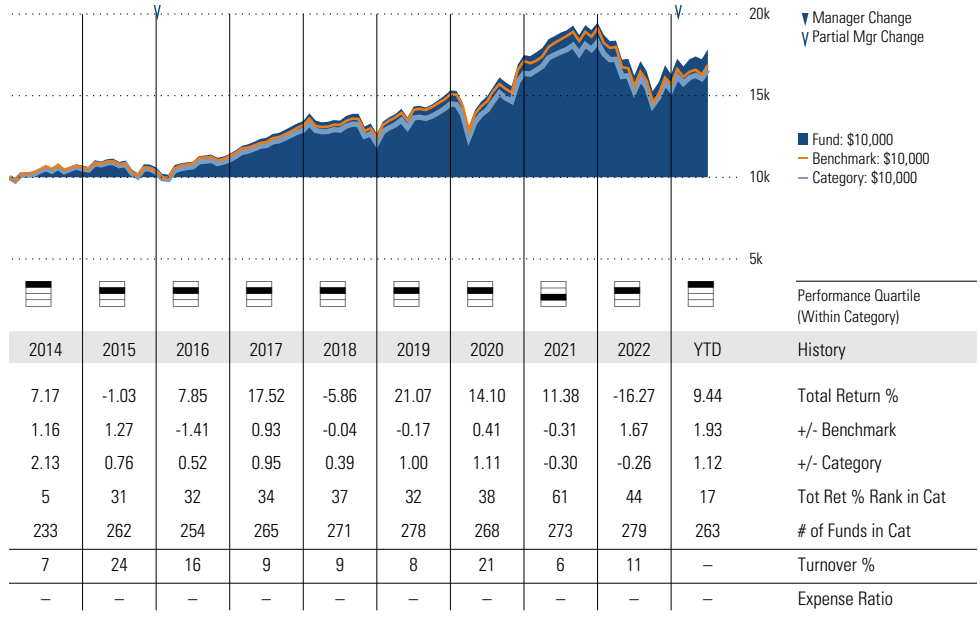 20k
Manager Change
Partial Mgr Change
15k
Fund: $10,000
Benchmark: $10,000
Category: $10,000
10k
5k
Performance Quartile
(Within Category)
2014 2015 2016 2017 2018 2019 2020 2021 2022 YTD History
7.17 -1.03 7.85 17.52 -5.86 21.07 14.10 11.38 -16.27 9.44 Total Return %
1.16 1.27 -1.41 0.93 -0.04 -0.17 0.41 -0.31 1.67 1.93 +/- Benchmark
2.13 0.76 0.52 0.95 0.39 1.00 1.11 -0.30 -0.26 1.12 +/- Category
5 31 32 34 37 32 38 61 44 17 Tot Ret % Rank in Cat
233 262 254 265 271 278 268 273 279 263 # of Funds in Cat
7 24 16 9 9 8 21 6 11 – Turnover %
– – – – – – – – – – Expense Ratio